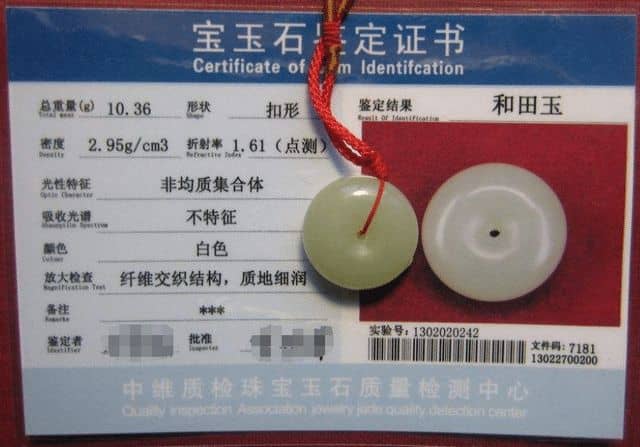 宝玉石鉴定证书
Certificate of Gem Identifcation
总重量(g) 10.36 形状 扣形
Total mass Shape
密度 2.95g/cm3 折射率 1.61（点测）
Density Refractive Index
光性特征 非均质集合体
Optic Character
吸收光谱 不特征
Absorption Spectrum
颜色 白色
Colour
放大检查 纤维交织结构，质地细润
Magnification Test
备注 ***
Remarks
鉴定者 批准
Identifier
鉴定结果 和田玉
Result Of Identification
实验号：1302020242
文件码：7181
13022700200
中维质检珠宝玉石质量检测中心
Quality inspection Association jewelry jade quality detection center